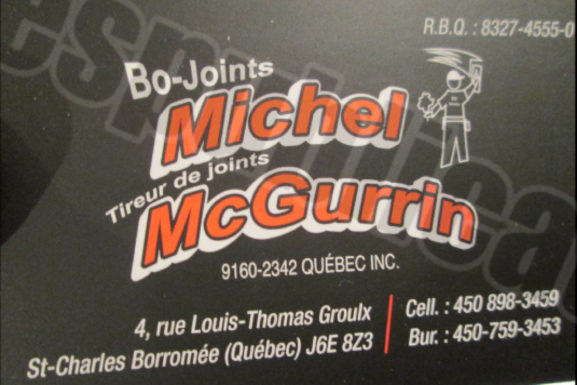 R.B.Q. : 8327-4555-0
Bo-Joints
Michel
Tireur de joints
McGurrin
9160-2342 QUÉBEC INC.
4, rue Louis-Thomas Groulx
St-Charles Borromée (Québec) J6E 8Z3
Cell. : 450 898-3459
Bur. : 450-759-3453